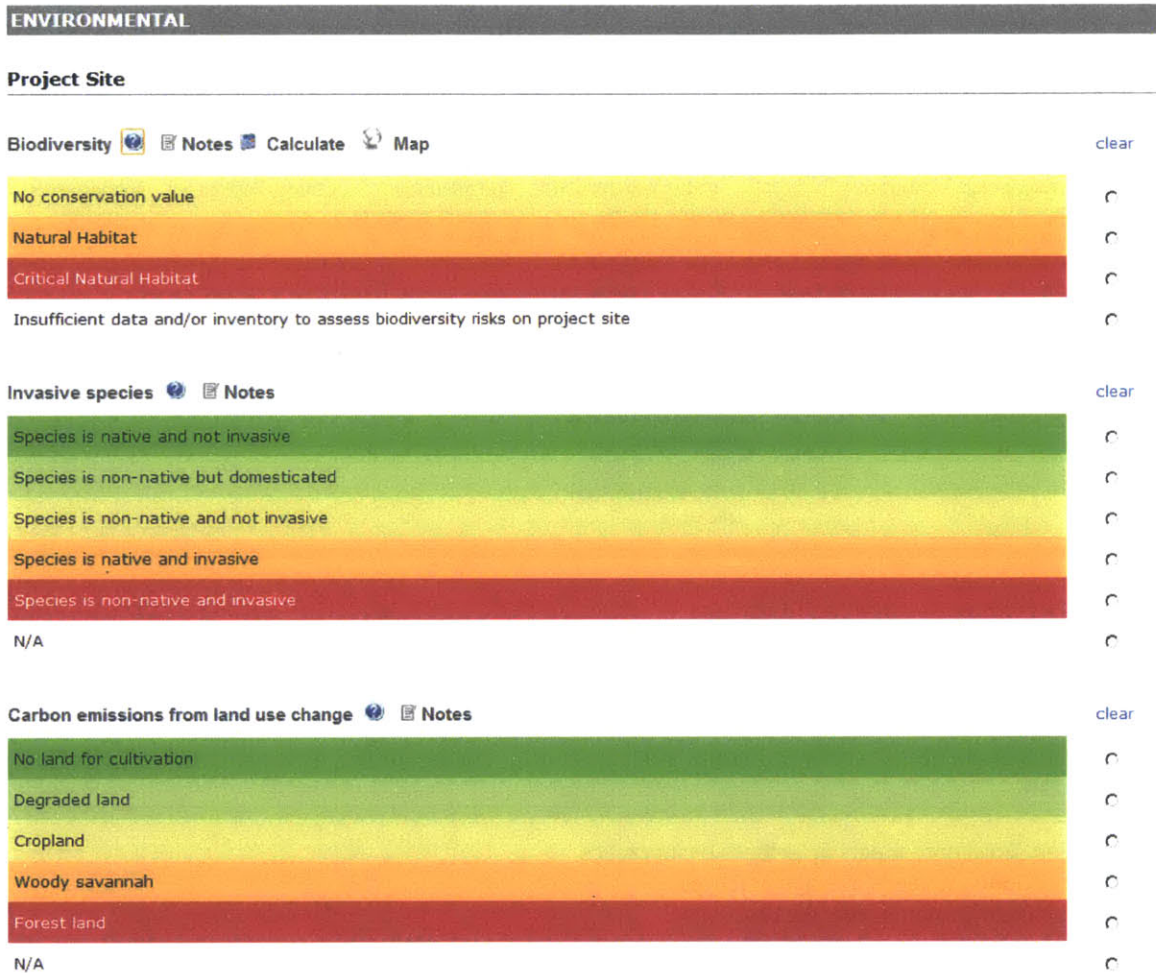 ENVIRONMENTAL
Project Site
Biodiversity Notes Calculate Map clear
No conservation value
Natural Habitat
Critical Natural Habitat
Insufficient data and/or inventory to assess biodiversity risks on project site
Invasive species Notes clear
Species is native and not invasive
Species is non-native but domesticated
Species is non-native and not invasive
Species is native and invasive
Species is non-native and invasive
N/A
Carbon emissions from land use change Notes clear
No land for cultivation
Degraded land
Cropland
Woody savannah
Forest land
N/A